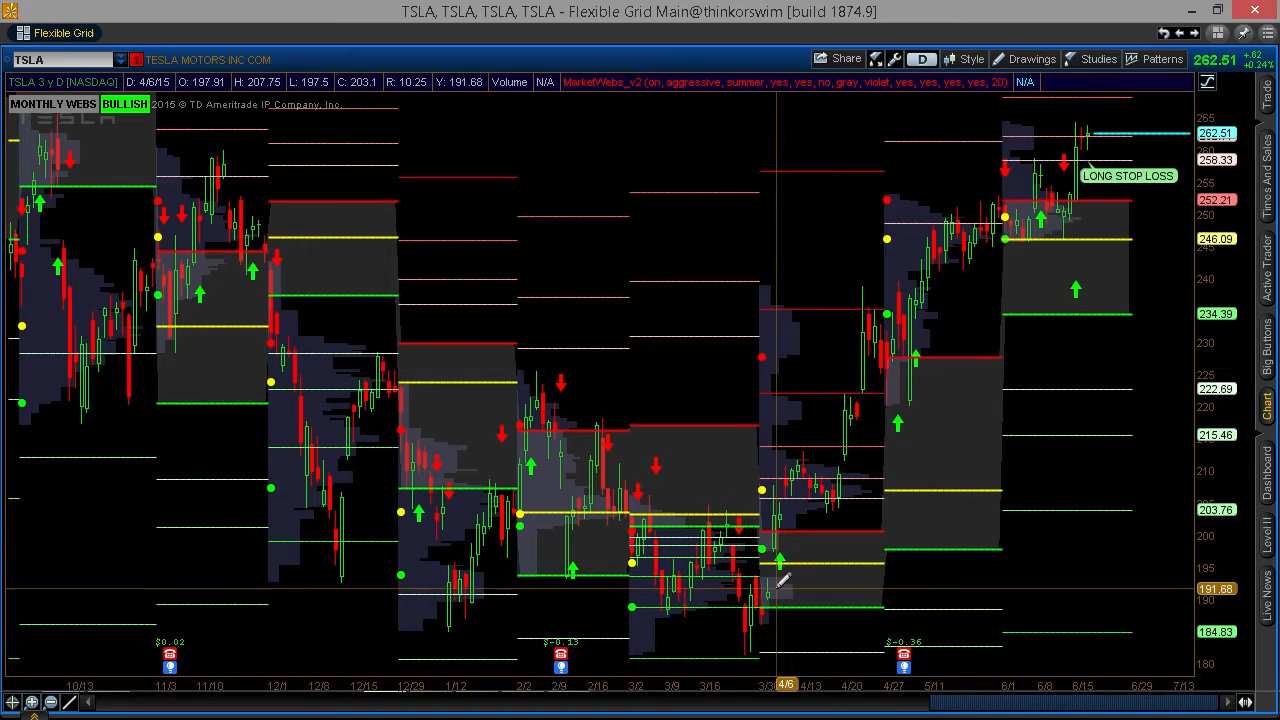 TSLA, TSLA, TSLA, TSLA - Flexible Grid Main@thinkorswim [build 1874.9]
Flexible Grid
TSLA
TESLA MOTORS INC COM
Share
D
Style
Drawings
Studies
Patterns
262.51
+.62
+0.24%
TSLA 3 y D [NASDAQ]
D: 4/6/15
O: 197.91
H: 207.75
L: 197.5
C: 203.1
R: 10.25
Y: 191.68
Volume
N/A
MarketWebs_v2 (on, aggressive, summer, yes, yes, no, gray, violet, yes, yes, yes, yes, 20)
N/A
MONTHLY WEBS
BULLISH
2015 © TD Ameritrade IP Company, Inc.
TESLA
LONG STOP LOSS
265
262.51
260
258.33
255
252.21
250
246.09
240
234.39
230
225
222.69
220
215.46
210
205
203.76
200
195
191.68
190
184.83
180
$0.02
$-0.13
$-0.36
10/13
11/3
11/10
12/1
12/8
12/15
12/29
1/12
2/2
2/9
2/16
3/2
3/9
3/16
3/30
4/6
4/13
4/20
4/27
5/11
6/1
6/8
6/15
6/29
7/13
Trade
Times And Sales
Active Trader
Big Buttons
Chart
Dashboard
Level II
Live News